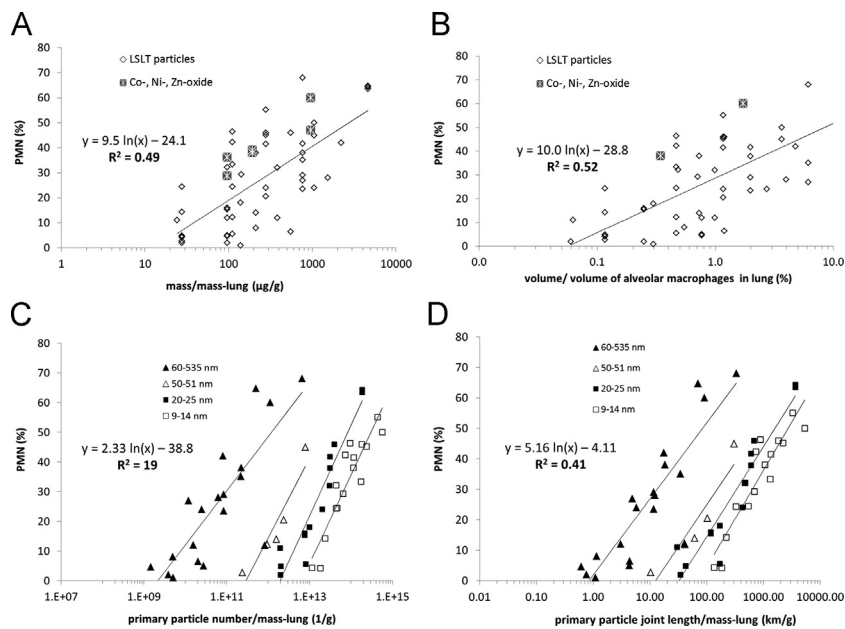 A
80
70
60
50
40
30
20
10
0
PMN (%)
LSLT particles
Co-, Ni-, Zn-oxide
y = 9.5 ln(x) – 24.1
R² = 0.49
1 10 100 1000 10000
mass/mass-lung (µg/g)
B
80
70
60
50
40
30
20
10
0
PMN (%)
LSLT particles
Co-, Ni-, Zn-oxide
y = 10.0 ln(x) – 28.8
R² = 0.52
0.0 0.1 1.0 10.0
volume/ volume of alveolar macrophages in lung (%)
C
80
70
60
50
40
30
20
10
0
PMN (%)
60-535 nm
50-51 nm
20-25 nm
9-14 nm
y = 2.33 ln(x) – 38.8
R² = 19
1.E+07 1.E+09 1.E+11 1.E+13 1.E+15
primary particle number/mass-lung (1/g)
D
80
70
60
50
40
30
20
10
0
PMN (%)
60-535 nm
50-51 nm
20-25 nm
9-14 nm
y = 5.16 ln(x) – 4.11
R² = 0.41
0.01 0.10 1.00 10.00 100.00 1000.00 10000.00
primary particle joint length/mass-lung (km/g)